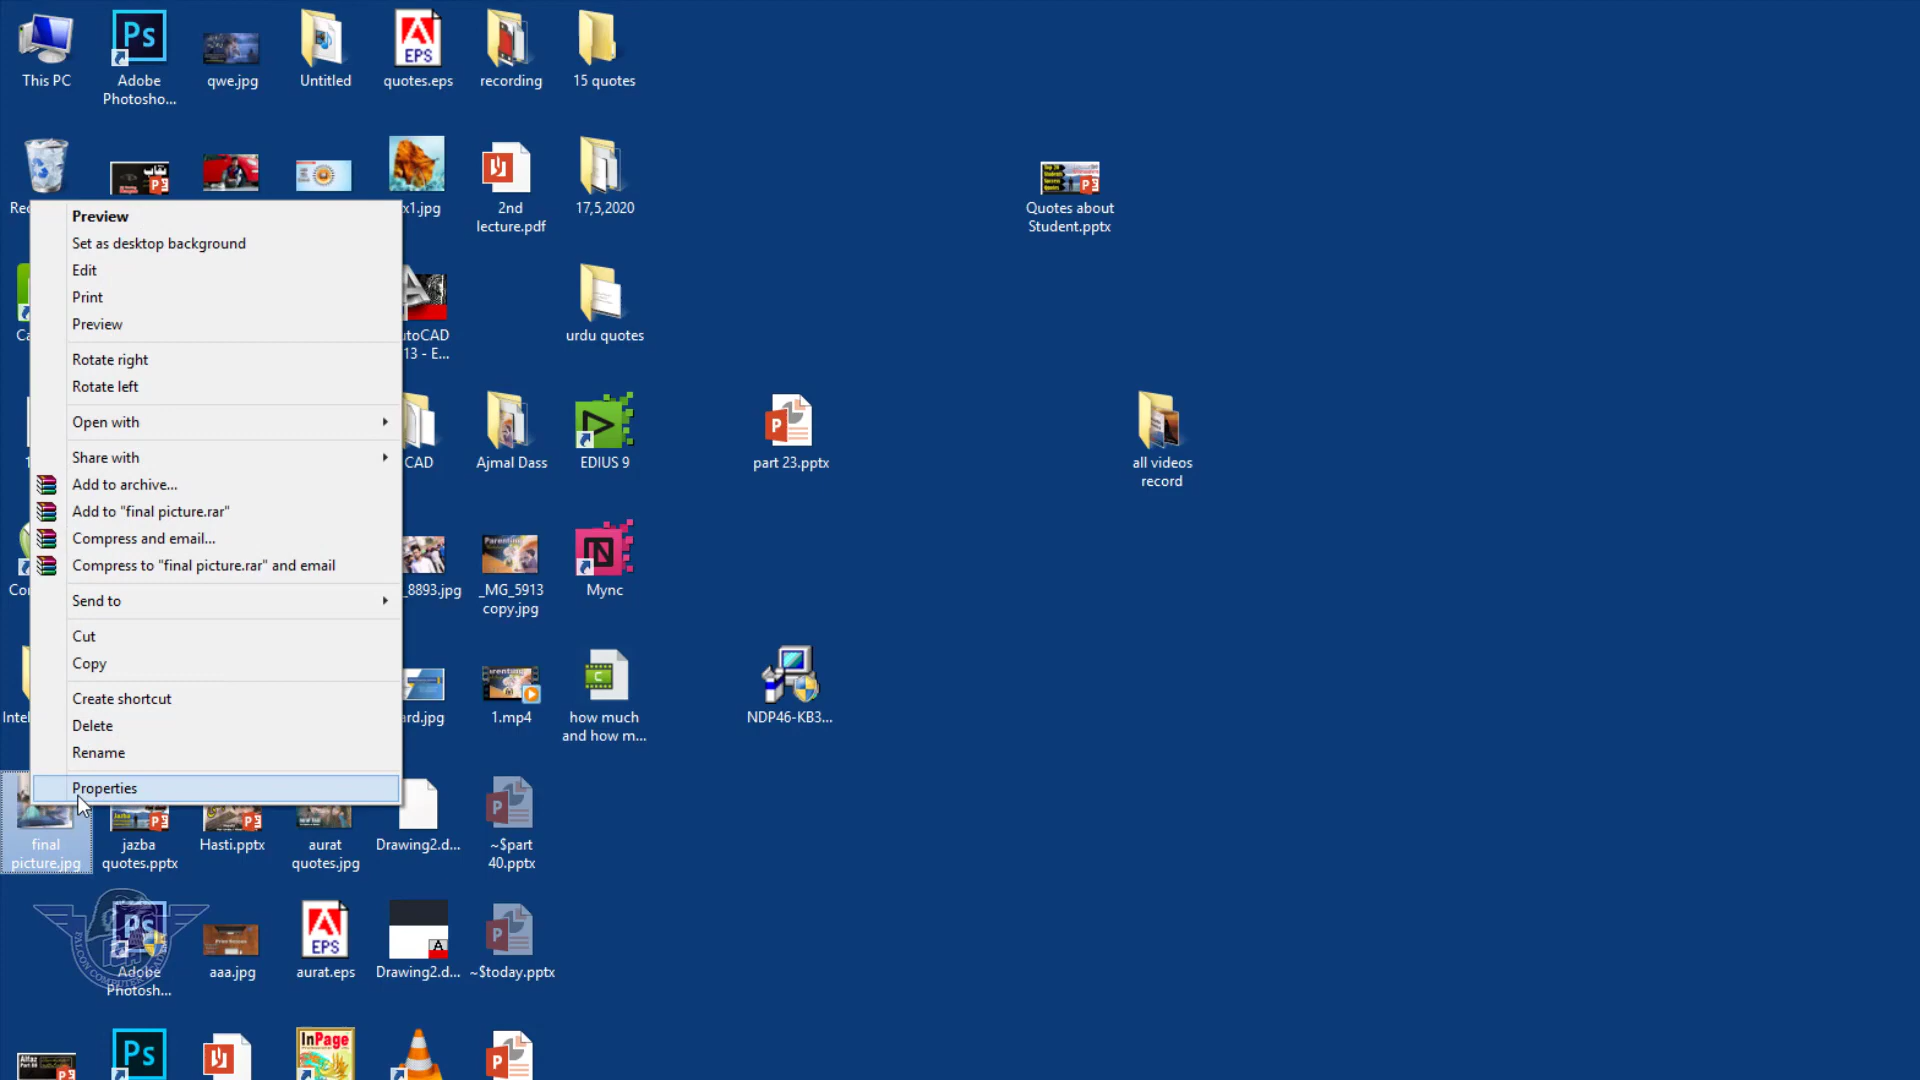 This PC
Adobe
Photosho...
Ps
qwe.jpg
Untitled
EPS
quotes.eps
recording
15 quotes
2nd
lecture.pdf
17,5,2020
x1.jpg
Quotes about
Student.pptx
Preview
Set as desktop background
Edit
Print
Preview
Rotate right
Rotate left
Open with
Share with
Add to archive...
Add to "final picture.rar"
Compress and email...
Compress to "final picture.rar" and email
Send to
Cut
Copy
Create shortcut
Delete
Rename
Properties
utoCAD
13 - E...
urdu quotes
CAD
Ajmal Dass
EDIUS 9
part 23.pptx
all videos
record
_8893.jpg
_MG_5913
copy.jpg
Mync
Intel
ard.jpg
1.mp4
how much
and how m...
NDP46-KB3...
final
picture.jpg
jazba
quotes.pptx
Hasti.pptx
aurat
quotes.jpg
Drawing2.d...
~$part
40.pptx
Ps
Adobe
Photosh...
aaa.jpg
EPS
aurat.eps
Drawing2.d...
~$today.pptx
Ps
InPage